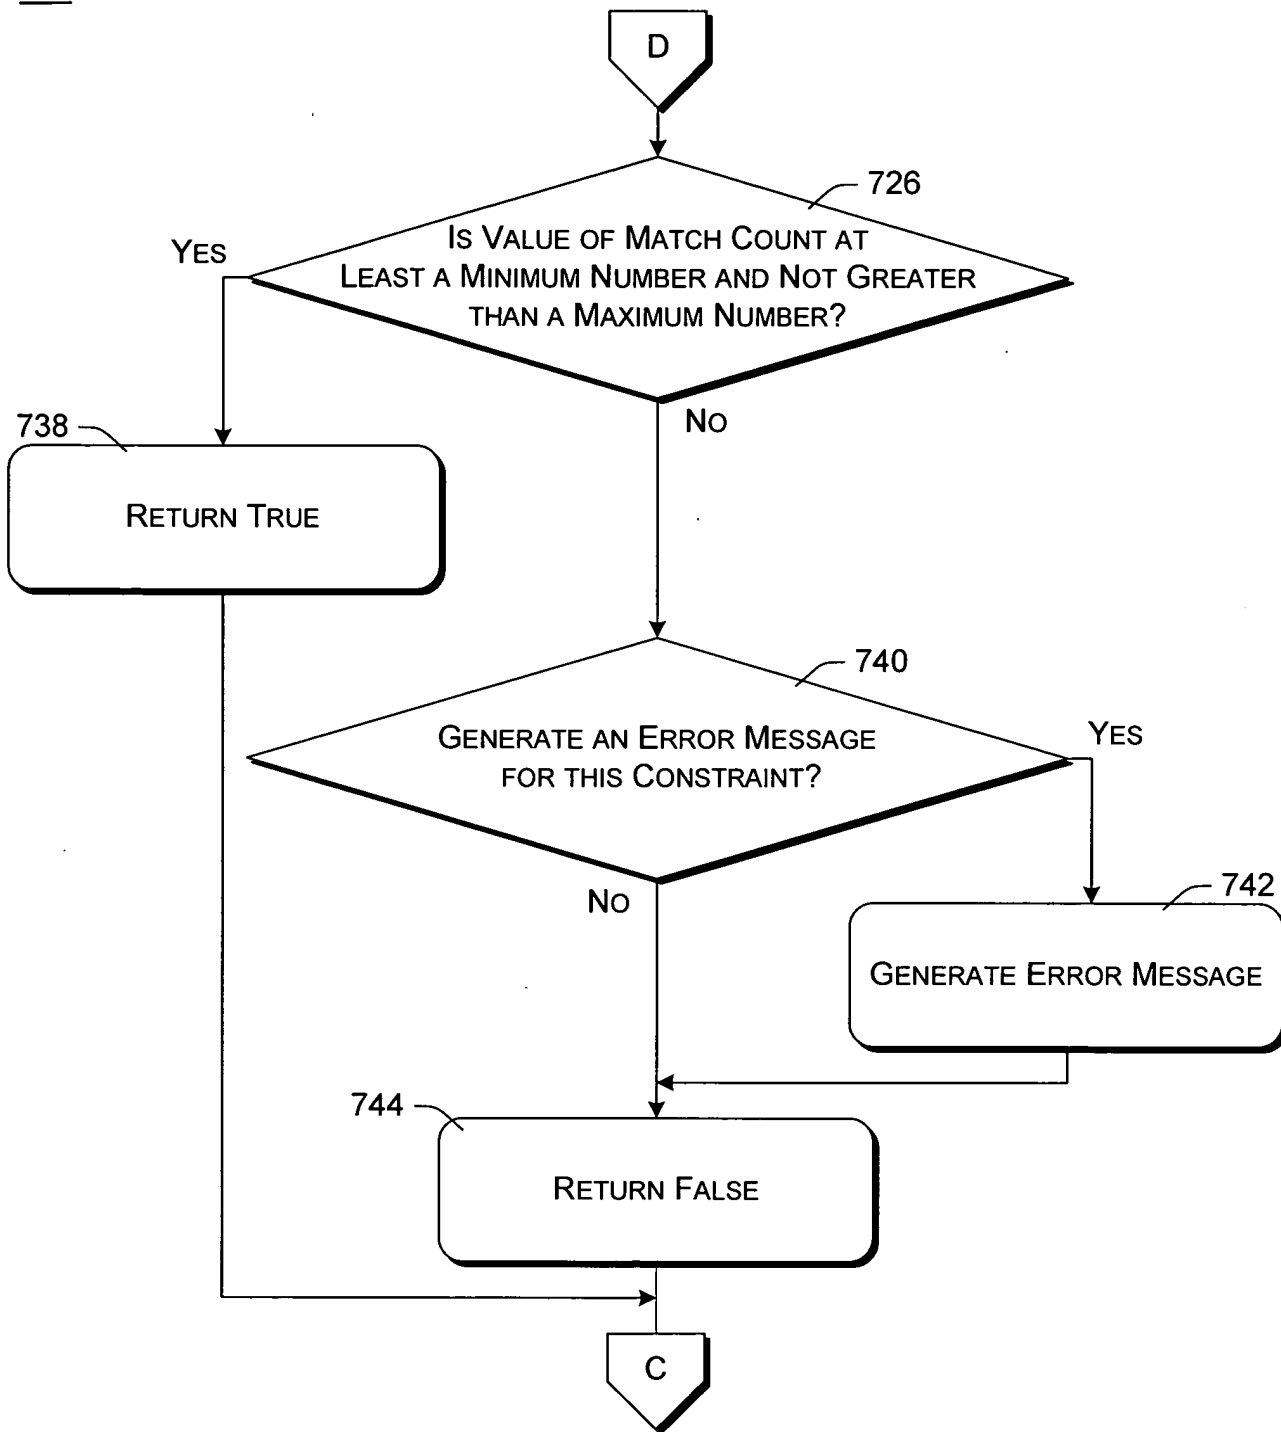 D
726
IS VALUE OF MATCH COUNT AT
LEAST A MINIMUM NUMBER AND NOT GREATER
THAN A MAXIMUM NUMBER?
YES
NO
738
RETURN TRUE
740
GENERATE AN ERROR MESSAGE
FOR THIS CONSTRAINT?
YES
NO
742
GENERATE ERROR MESSAGE
744
RETURN FALSE
C